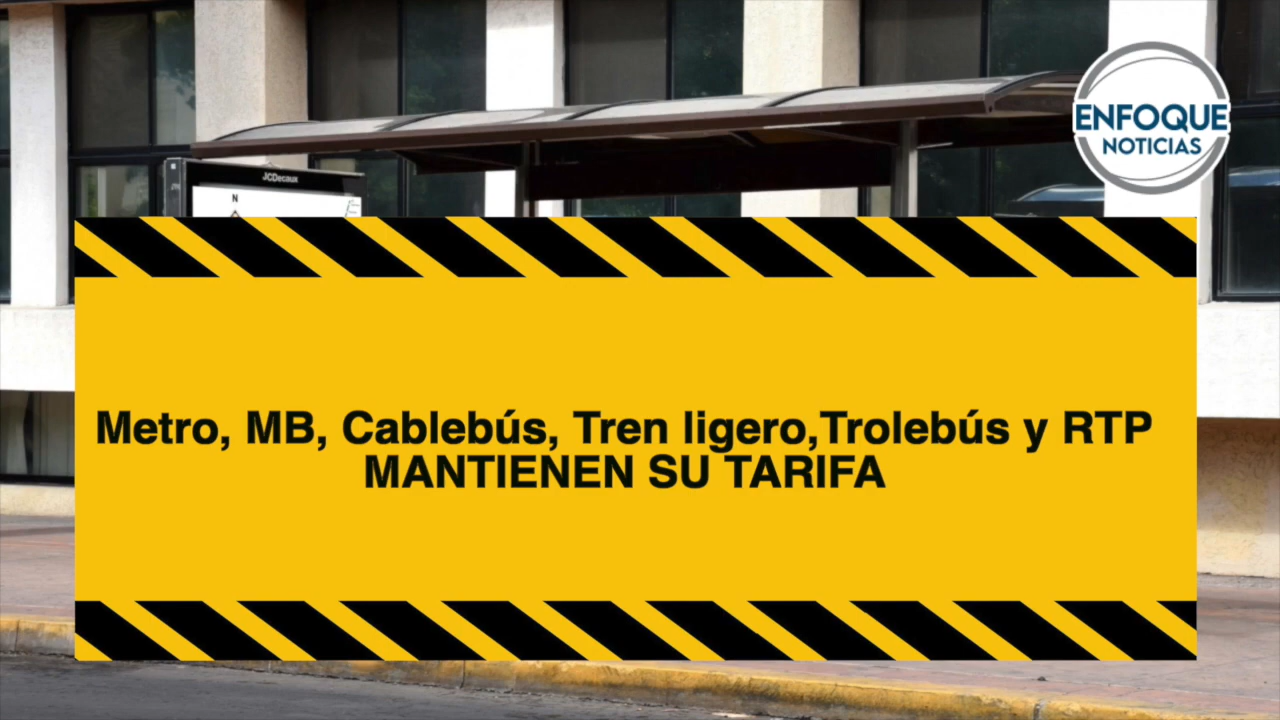 ENFOQUE
NOTICIAS
JCDecaux
N
Metro, MB, Cablebús, Tren ligero,Trolebús y RTP
MANTIENEN SU TARIFA